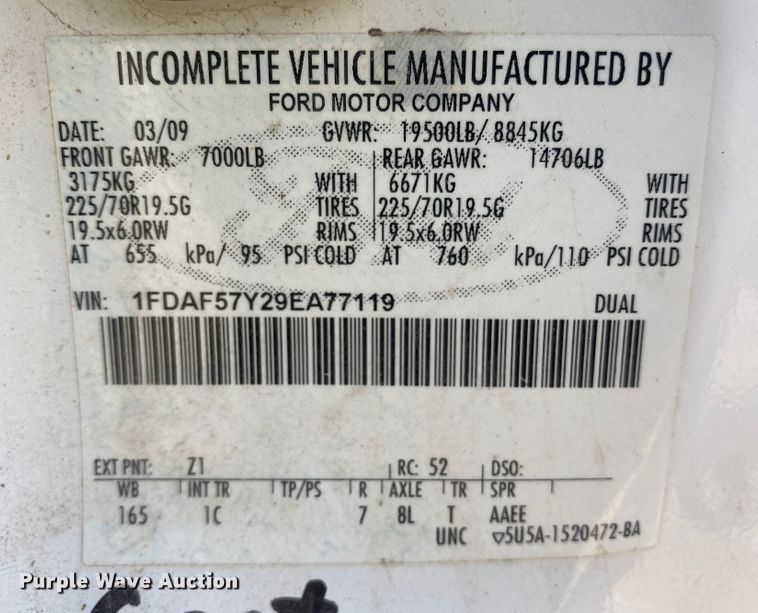 INCOMPLETE VEHICLE MANUFACTURED BY
FORD MOTOR COMPANY
DATE: 03/09 GVWR: 19500LB/ 8845KG
FRONT GAWR: 7000LB REAR GAWR: 14706LB
3175KG WITH 6671KG WITH
225/70R19.5G TIRES 225/70R19.5G TIRES
19.5x6.0RW RIMS 19.5x6.0RW RIMS
AT 655 kPa/ 95 PSI COLD AT 760 kPa/110 PSI COLD
VIN: 1FDAF57Y29EA77119 DUAL
EXT PNT: Z1 RC: 52 DSO:
WB INT TR TP/PS R AXLE TR SPR
165 1C 7 8L T AAEE
UNC 5U5A-1520472-BA
Purple Wave Auction